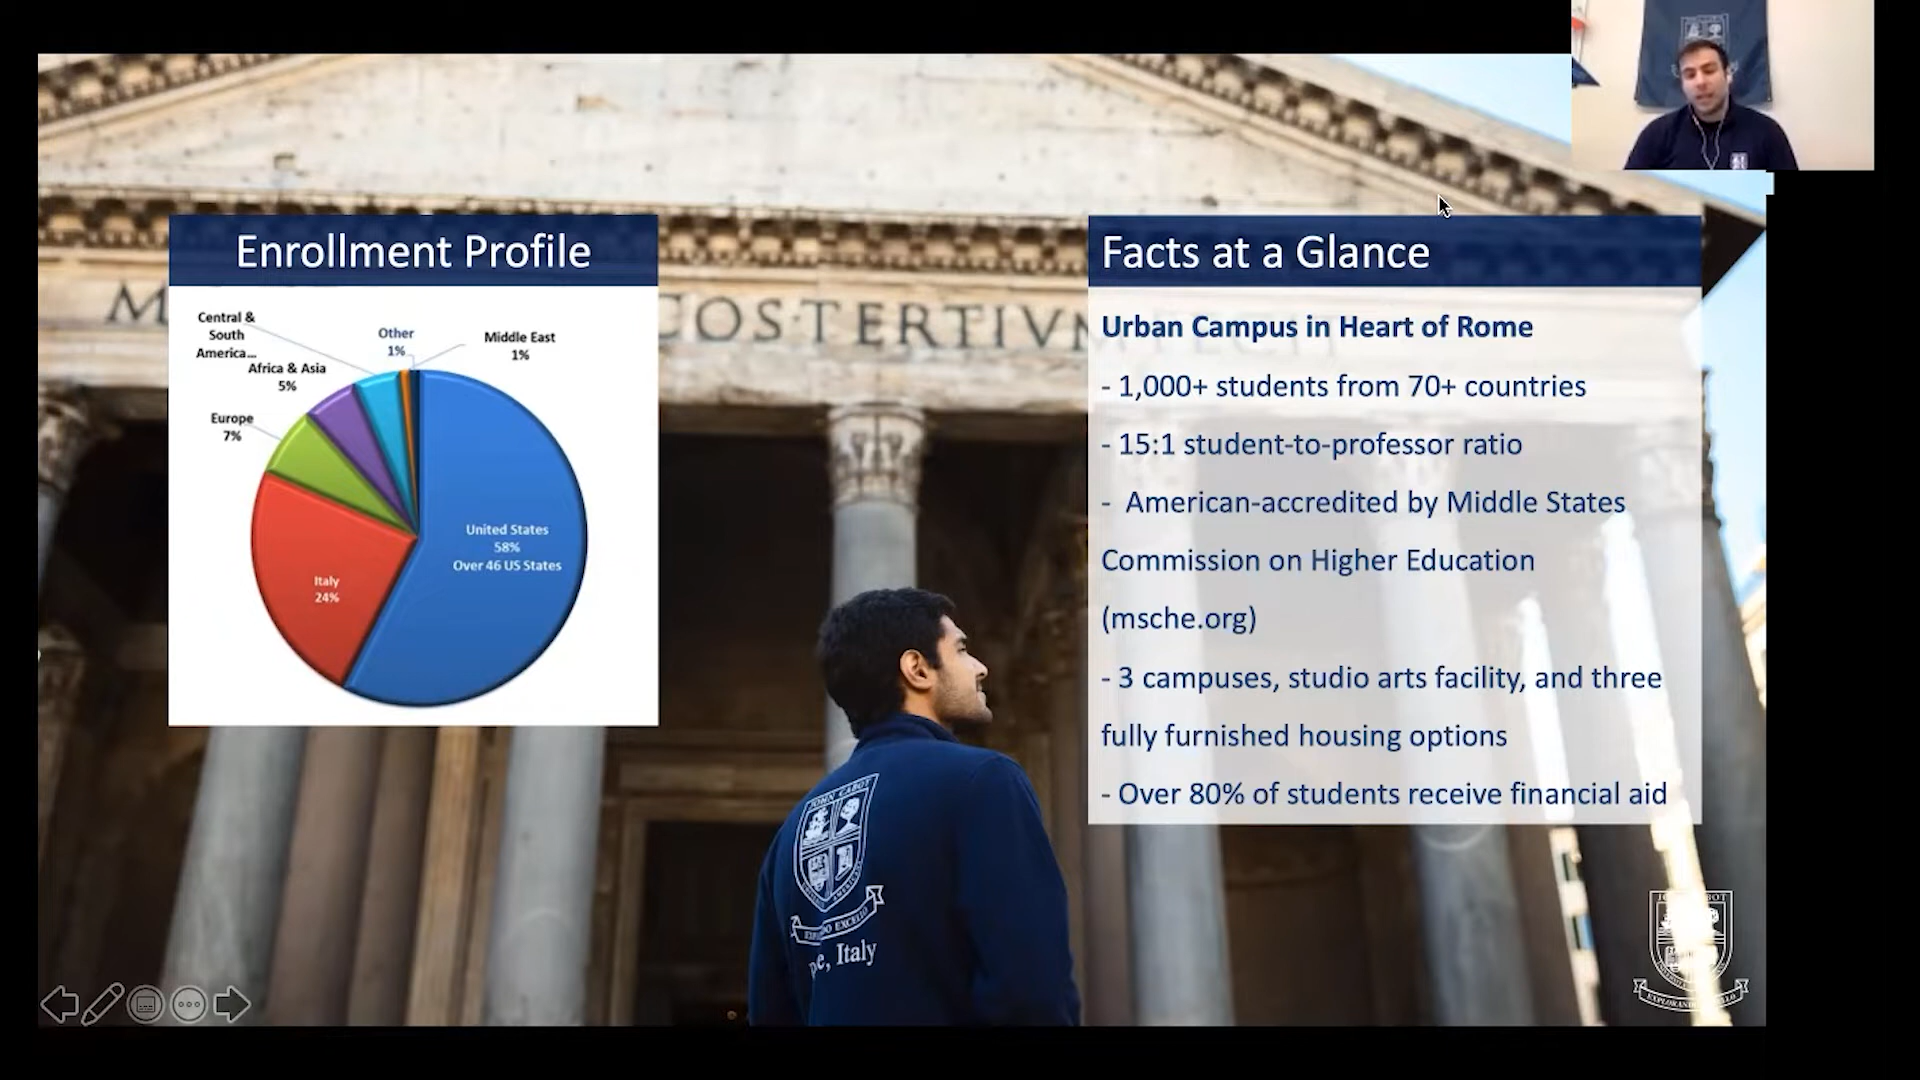 Enrollment Profile
Central &
South
America...
Other
1%
Middle East
1%
Africa & Asia
5%
Europe
7%
United States
58%
Over 46 US States
Italy
24%
COS·TERTIVM
Facts at a Glance
Urban Campus in Heart of Rome
- 1,000+ students from 70+ countries
- 15:1 student-to-professor ratio
- American-accredited by Middle States
Commission on Higher Education
(msche.org)
- 3 campuses, studio arts facility, and three
fully furnished housing options
- Over 80% of students receive financial aid
JOHN CABOT
Italy